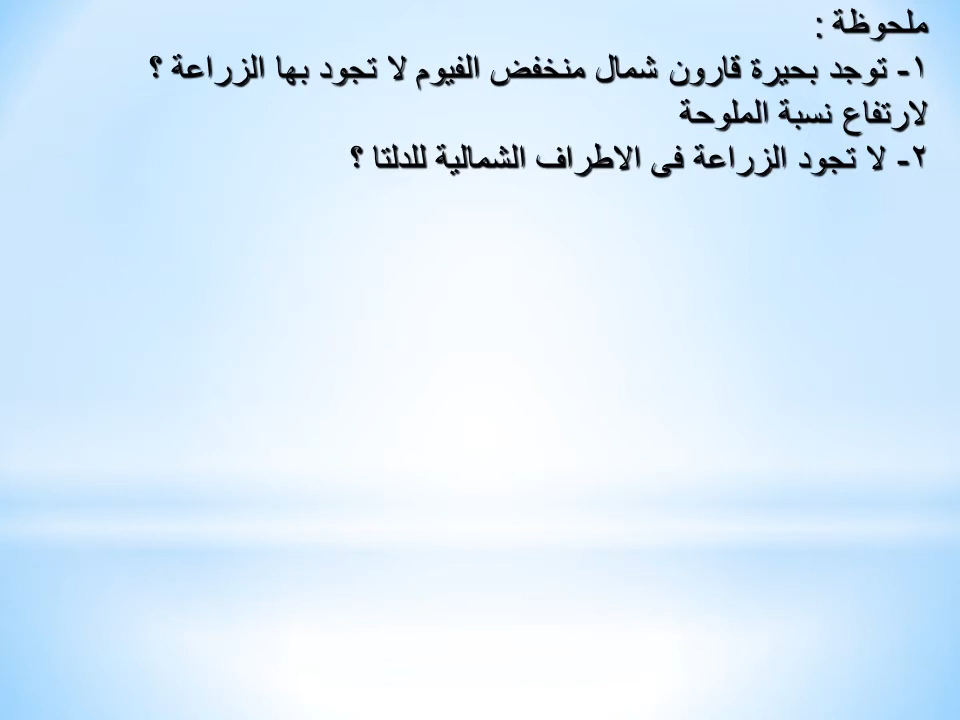 ملحوظة :
١- توجد بحيرة قارون شمال منخفض الفيوم لا تجود بها الزراعة ؟
لارتفاع نسبة الملوحة
٢- لا تجود الزراعة فى الاطراف الشمالية للدلتا ؟